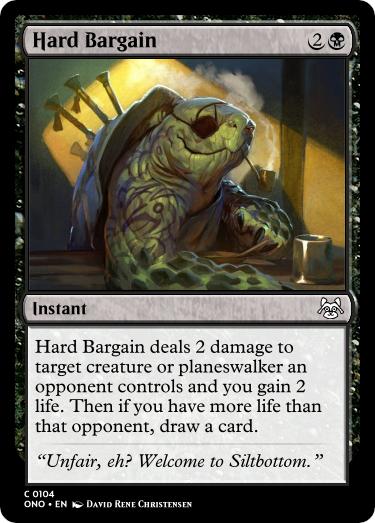 Hard Bargain 2
Instant
Hard Bargain deals 2 damage to
target creature or planeswalker an
opponent controls and you gain 2
life. Then if you have more life than
that opponent, draw a card.
“Unfair, eh? Welcome to Siltbottom.”
C 0104
ONO • EN David Rene Christensen